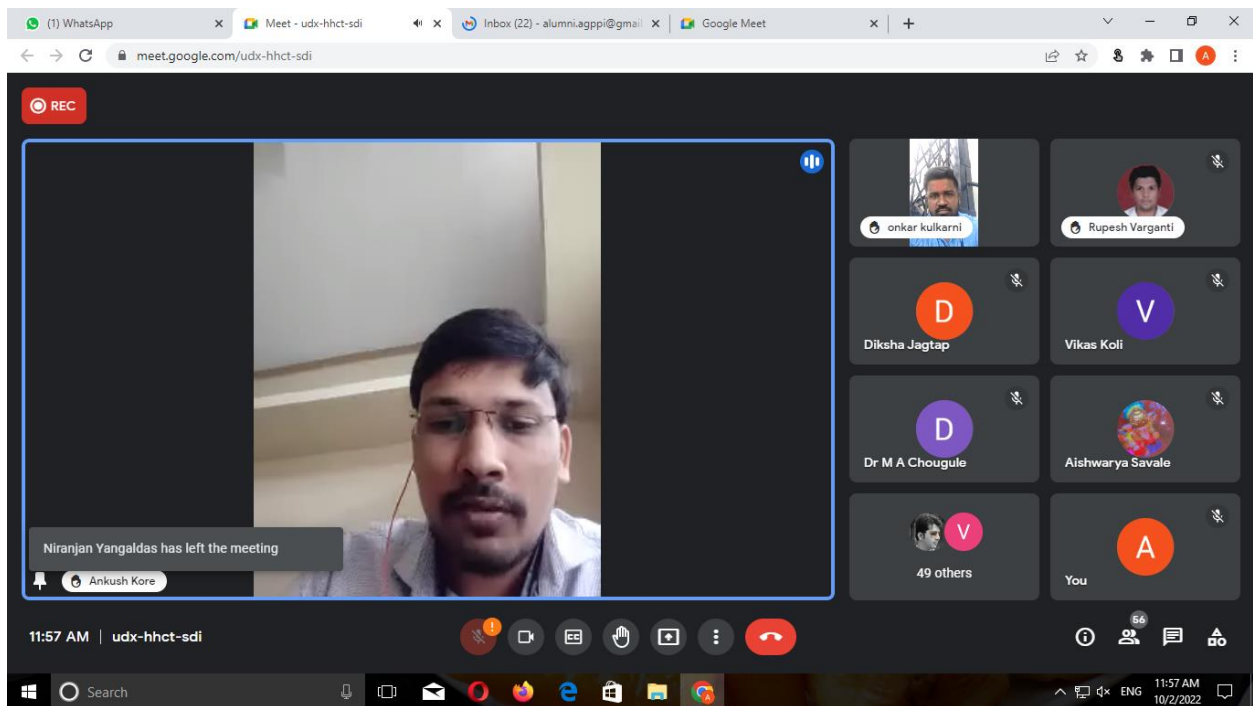 (1) WhatsApp
Meet - udx-hhct-sdi
Inbox (22) - alumni.agppi@gmai
Google Meet
meet.google.com/udx-hhct-sdi
A
REC
onkar kulkarni
Rupesh Varganti
D
Diksha Jagtap
V
Vikas Koli
D
Dr M A Chougule
Aishwarya Savale
V
49 others
A
You
Niranjan Yangaldas has left the meeting
Ankush Kore
11:57 AM | udx-hhct-sdi
!
CC
56
Search
ENG
11:57 AM
10/2/2022